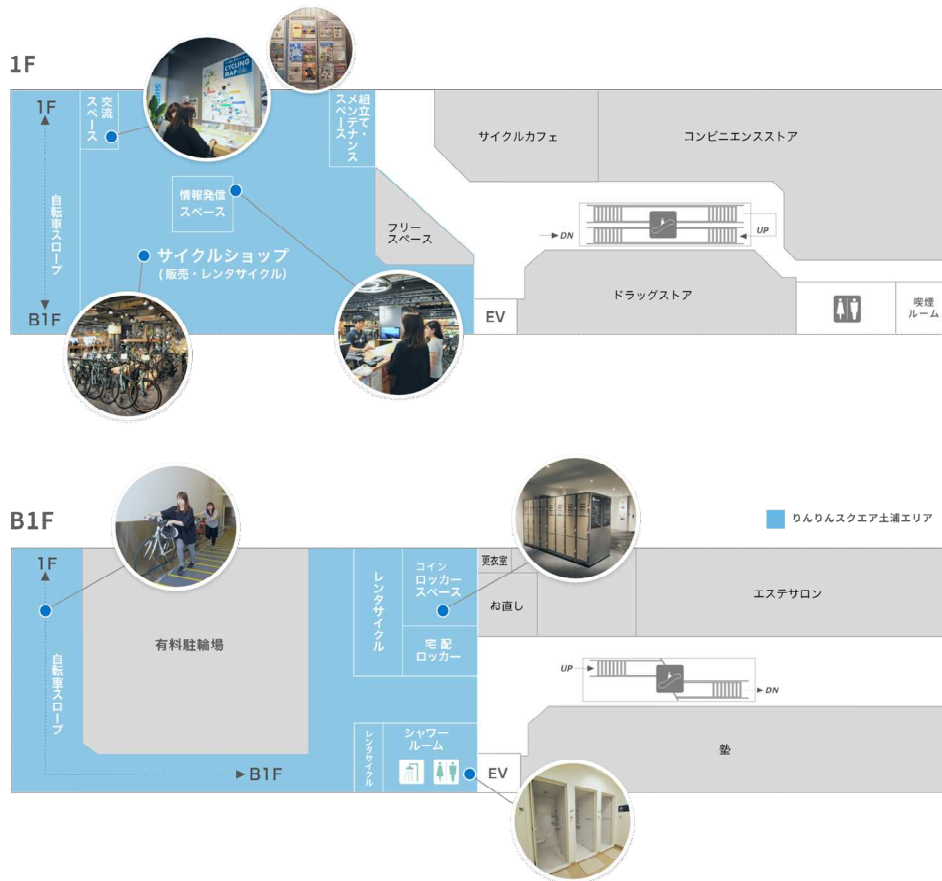 1F
CYCLING
MAP
1F
交流
スペース
組立て・
メンテナンス
スペース
サイクルカフェ
コンビニエンスストア
自転車スロープ
情報発信
スペース
フリー
スペース
サイクルショップ
(販売・レンタサイクル)
DN
UP
ドラッグストア
B1F
EV
喫煙
ルーム
B1F
りんりんスクエア土浦エリア
1F
レンタサイクル
コイン
ロッカー
スペース
更衣室
お直し
エステサロン
有料駐輪場
宅配
ロッカー
自転車スロープ
UP
DN
レンタサイクル
シャワー
ルーム
塾
B1F
EV